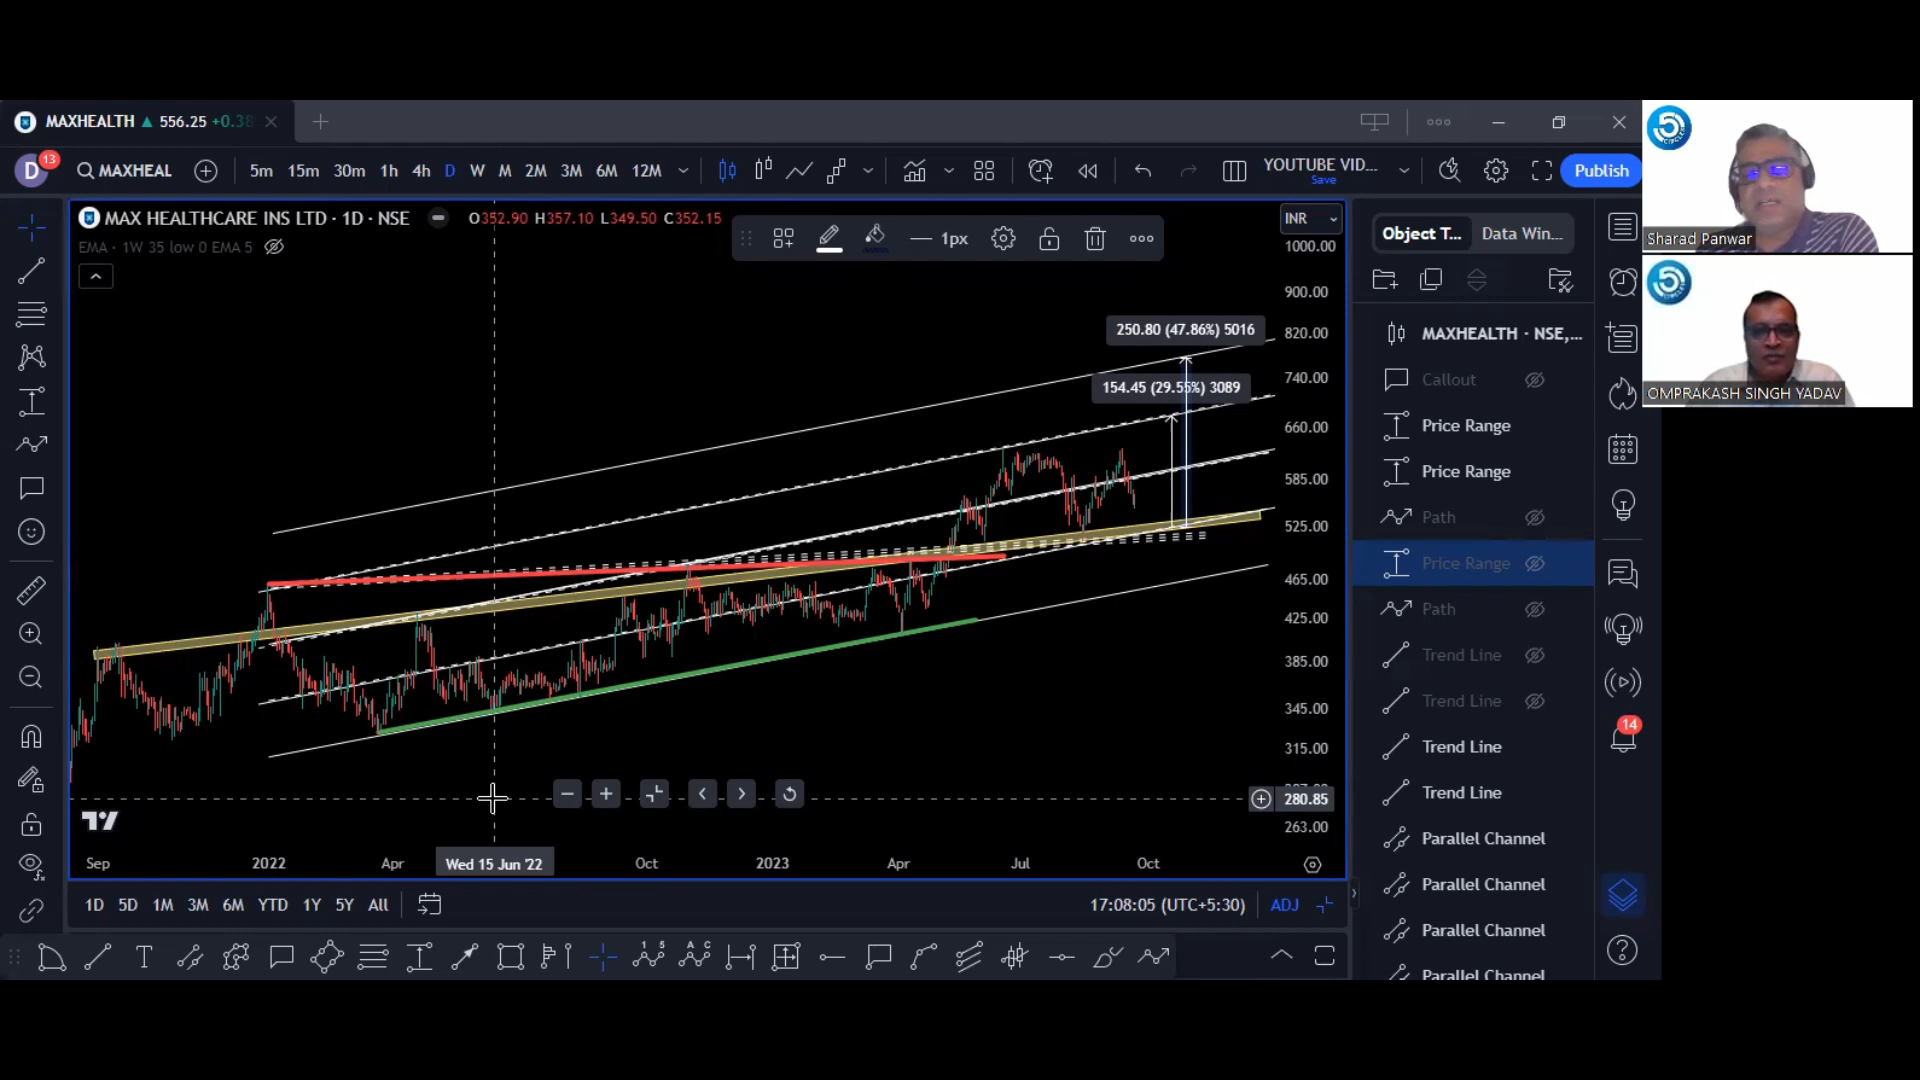 MAXHEALTH ▲ 556.25 +0.38
D 13 MAXHEAL 5m 15m 30m 1h 4h D W M 2M 3M 6M 12M YOUTUBE VID... Save Publish
MAX HEALTHCARE INS LTD · 1D · NSE O352.90 H357.10 L349.50 C352.15
EMA · 1W 35 low 0 EMA 5
1px
INR
1000.00
900.00
820.00
740.00
660.00
585.00
525.00
465.00
425.00
385.00
345.00
315.00
280.85
263.00
250.80 (47.86%) 5016
154.45 (29.55%) 3089
Sep 2022 Apr Wed 15 Jun '22 Oct 2023 Apr Jul Oct
1D 5D 1M 3M 6M YTD 1Y 5Y All 17:08:05 (UTC+5:30) ADJ
Object T... Data Win...
MAXHEALTH · NSE,...
Callout
Price Range
Price Range
Path
Price Range
Path
Trend Line
Trend Line
Trend Line
Trend Line
Parallel Channel
Parallel Channel
Parallel Channel
Parallel Channel
14
Sharad Panwar
OMPRAKASH SINGH YADAV